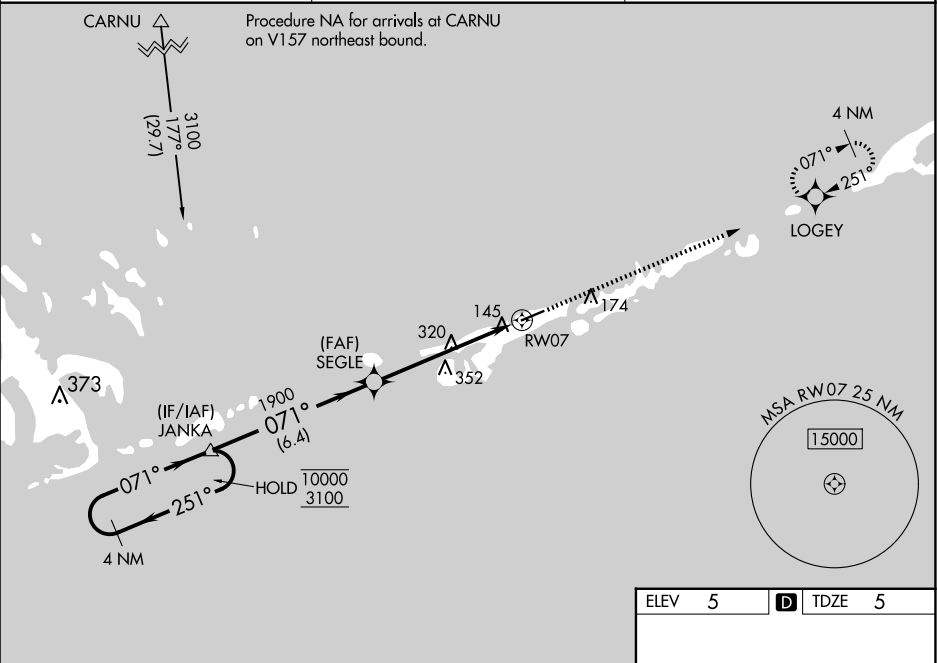 CARNU
Procedure NA for arrivals at CARNU
on V157 northeast bound.
3100
177°
(29.7)
4 NM
071°
251°
LOGEY
145
174
RW07
320
352
(FAF)
SEGLE
373
(IF/IAF)
JANKA
1900
071°
(6.4)
071°
251°
HOLD
10000
3100
4 NM
MSA RW07 25 NM
15000
ELEV 5 D TDZE 5